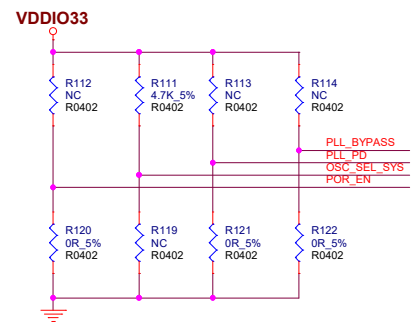 VDDIO33
R112 R111 R113 R114
NC 4.7K_5% NC NC
R0402 R0402 R0402 R0402
PLL_BYPASS
PLL_PD
OSC_SEL_SYS
POR_EN
R120 R119 R121 R122
0R_5% NC 0R_5% 0R_5%
R0402 R0402 R0402 R0402